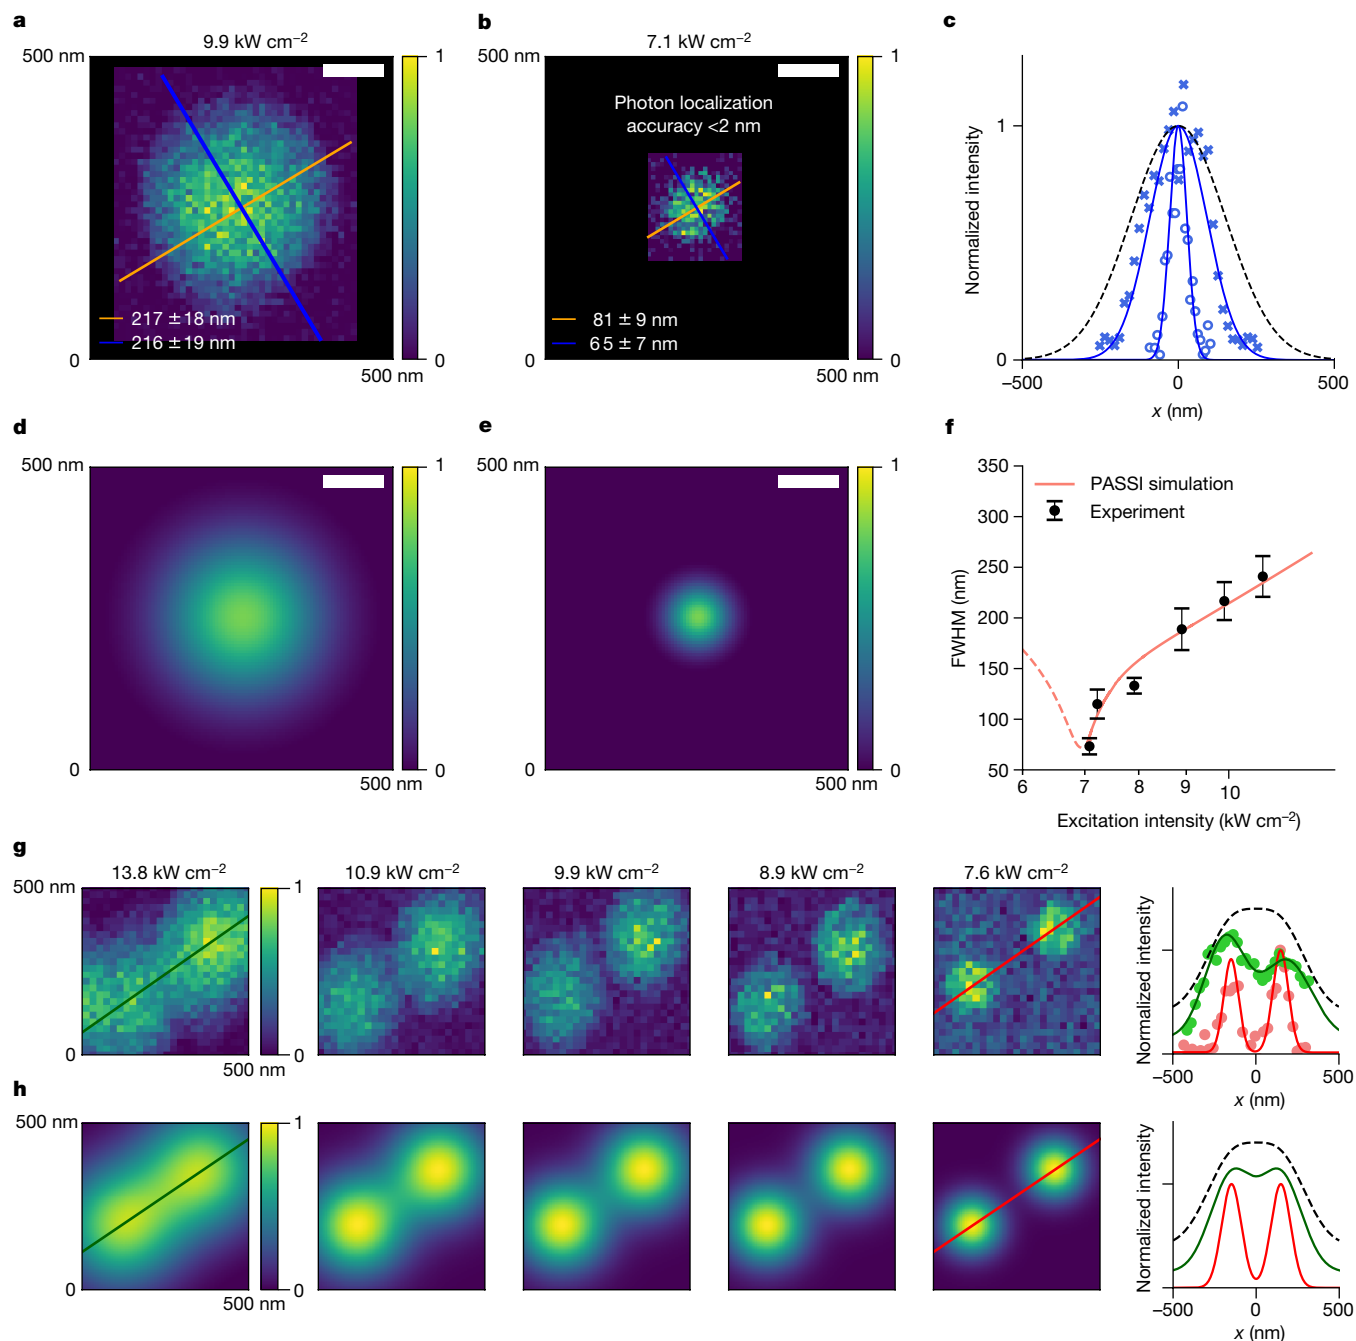 a
9.9 kW cm⁻²
500 nm
1
217 ± 18 nm
216 ± 19 nm
0
0
500 nm
b
7.1 kW cm⁻²
500 nm
1
Photon localization
accuracy <2 nm
81 ± 9 nm
65 ± 7 nm
0
0
500 nm
c
Normalized intensity
1
0
−500
0
500
x (nm)
d
500 nm
1
0
0
500 nm
e
500 nm
1
0
0
500 nm
f
350
300
250
200
150
100
50
FWHM (nm)
PASSI simulation
Experiment
6
7
8
9
10
Excitation intensity (kW cm⁻²)
g
13.8 kW cm⁻²
10.9 kW cm⁻²
9.9 kW cm⁻²
8.9 kW cm⁻²
7.6 kW cm⁻²
500 nm
1
0
0
500 nm
Normalized intensity
−500
0
500
x (nm)
h
500 nm
1
0
0
500 nm
Normalized intensity
−500
0
500
x (nm)